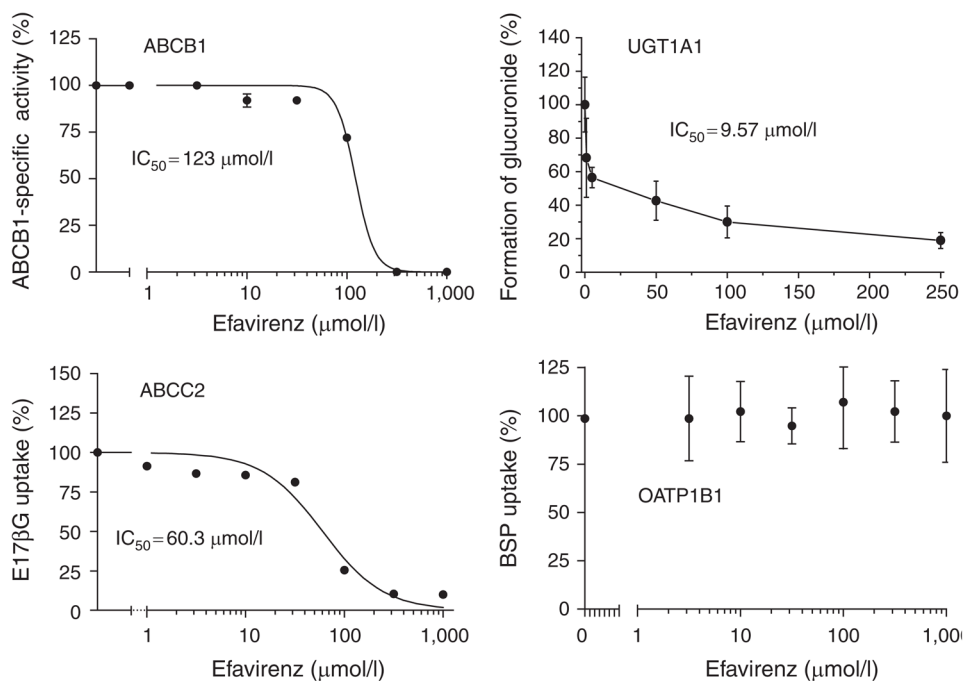 ABCB1
ABCB1-specific activity (%)
125
100
75
50
25
0
IC50=123 μmol/l
1 10 100 1,000
Efavirenz (μmol/l)
UGT1A1
Formation of glucuronide (%)
140
120
100
80
60
40
20
0
IC50=9.57 μmol/l
0 50 100 150 200 250
Efavirenz (μmol/l)
ABCC2
E17βG uptake (%)
150
100
75
50
25
0
IC50=60.3 μmol/l
1 10 100 1,000
Efavirenz (μmol/l)
BSP uptake (%)
125
100
75
50
25
0
OATP1B1
0 1 10 100 1,00
Efavirenz (μmol/l)